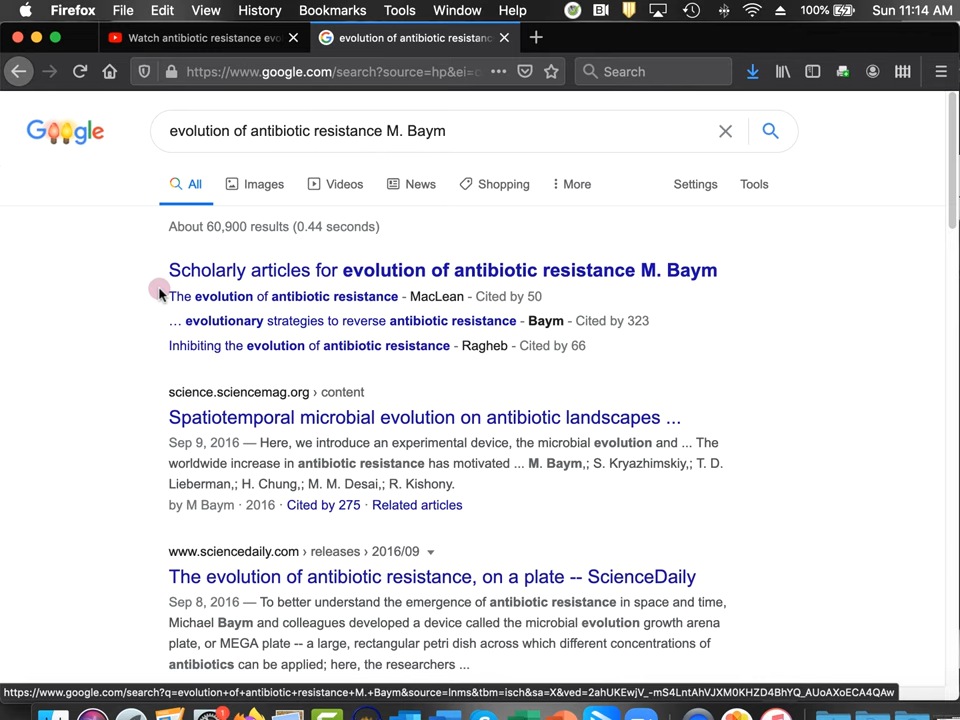 Firefox File Edit View History Bookmarks Tools Window Help 100% Sun 11:14 AM
Watch antibiotic resistance evo
evolution of antibiotic resistanc
https://www.google.com/search?source=hp&ei= Search
Google
evolution of antibiotic resistance M. Baym
All Images Videos News Shopping More Settings Tools
About 60,900 results (0.44 seconds)
Scholarly articles for evolution of antibiotic resistance M. Baym
The evolution of antibiotic resistance - MacLean - Cited by 50
… evolutionary strategies to reverse antibiotic resistance - Baym - Cited by 323
Inhibiting the evolution of antibiotic resistance - Ragheb - Cited by 66
science.sciencemag.org › content
Spatiotemporal microbial evolution on antibiotic landscapes ...
Sep 9, 2016 — Here, we introduce an experimental device, the microbial evolution and ... The
worldwide increase in antibiotic resistance has motivated ... M. Baym,; S. Kryazhimskiy,; T. D.
Lieberman,; H. Chung,; M. M. Desai,; R. Kishony.
by M Baym · 2016 · Cited by 275 · Related articles
www.sciencedaily.com › releases › 2016/09
The evolution of antibiotic resistance, on a plate -- ScienceDaily
Sep 8, 2016 — To better understand the emergence of antibiotic resistance in space and time,
Michael Baym and colleagues developed a device called the microbial evolution growth arena
plate, or MEGA plate -- a large, rectangular petri dish across which different concentrations of
antibiotics can be applied; here, the researchers ...
https://www.google.com/search?q=evolution+of+antibiotic+resistance+M.+Baym&source=lnms&tbm=isch&sa=X&ved=2ahUKEwjV_-mS4LntAhVJXM0KHZD4BhYQ_AUoAXoECA4QAw